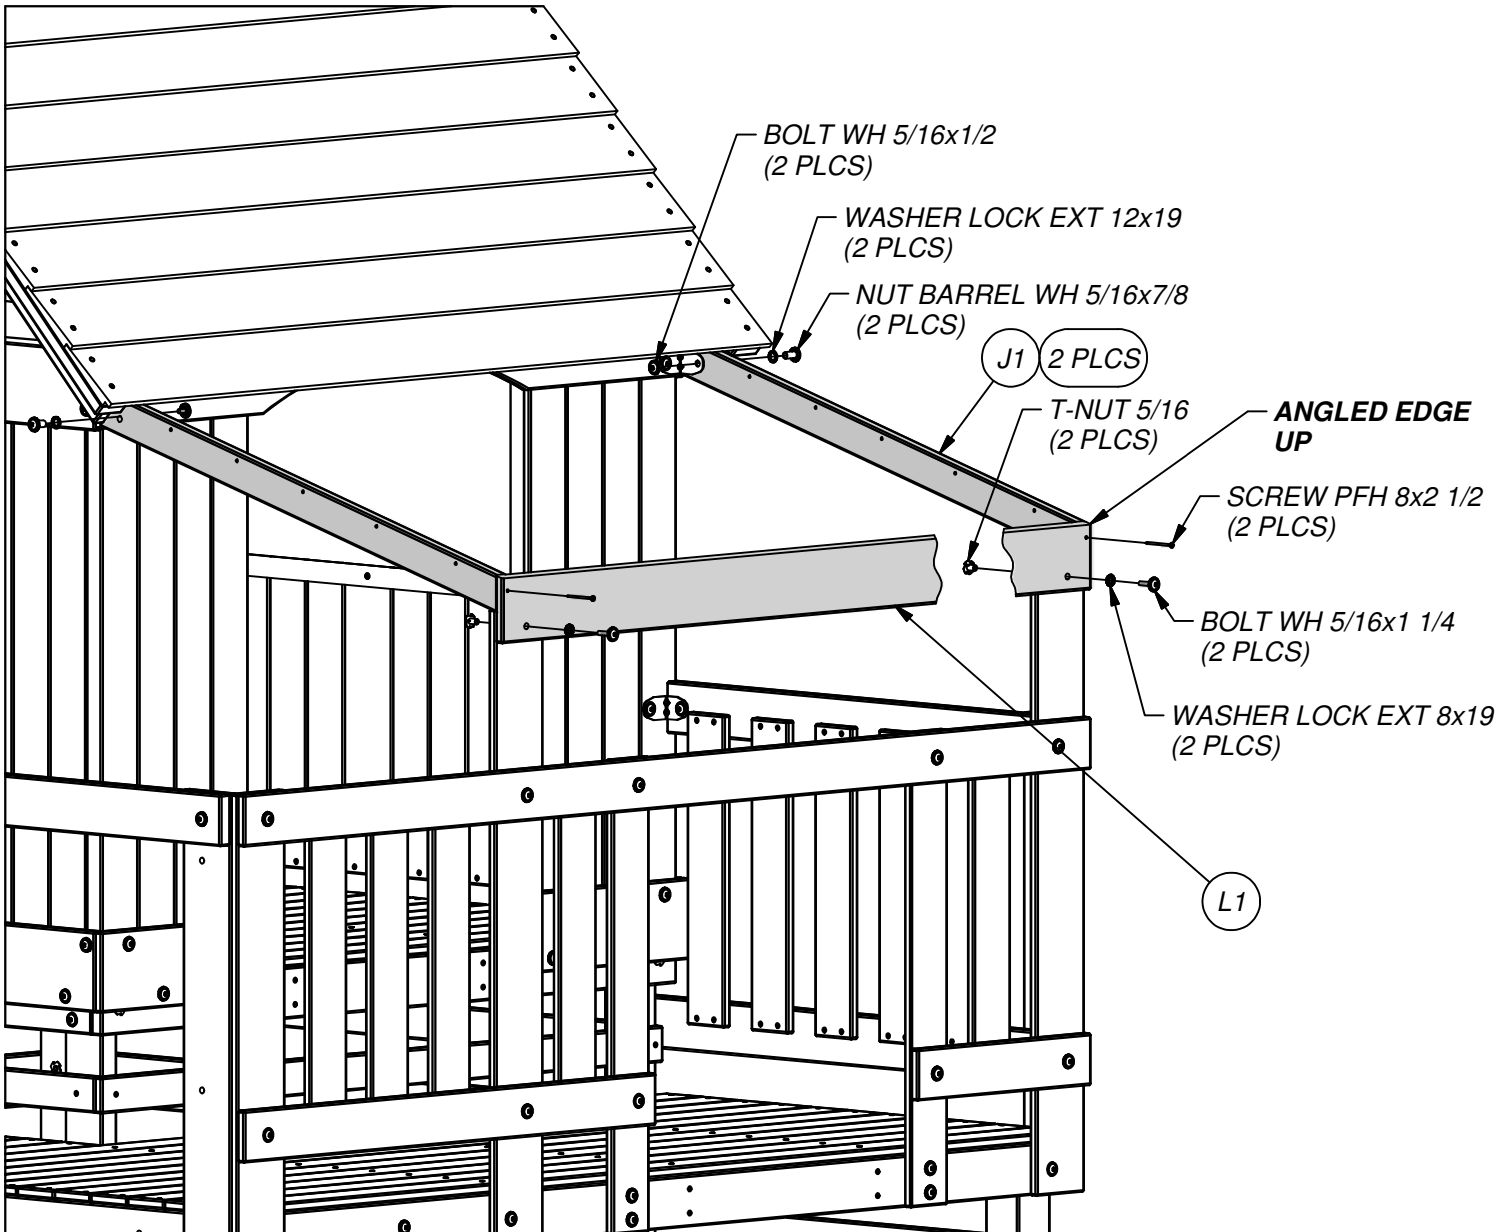 BOLT WH 5/16x1/2
(2 PLCS)
WASHER LOCK EXT 12x19
(2 PLCS)
NUT BARREL WH 5/16x7/8
(2 PLCS)
J1
2 PLCS
T-NUT 5/16
(2 PLCS)
ANGLED EDGE
UP
SCREW PFH 8x2 1/2
(2 PLCS)
BOLT WH 5/16x1 1/4
(2 PLCS)
WASHER LOCK EXT 8x19
(2 PLCS)
L1